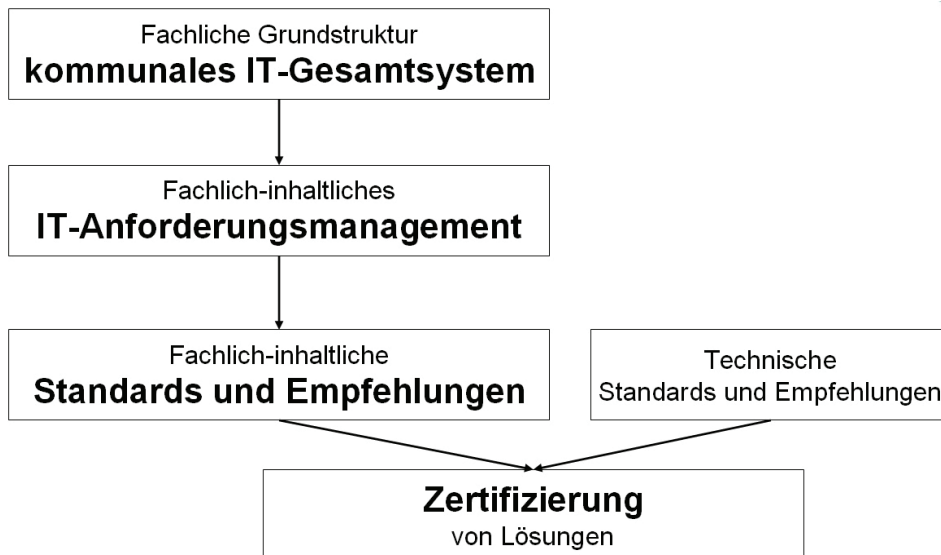 Fachliche Grundstruktur
kommunales IT-Gesamtsystem
Fachlich-inhaltliches
IT-Anforderungsmanagement
Fachlich-inhaltliche
Standards und Empfehlungen
Technische
Standards und Empfehlungen
Zertifizierung
von Lösungen